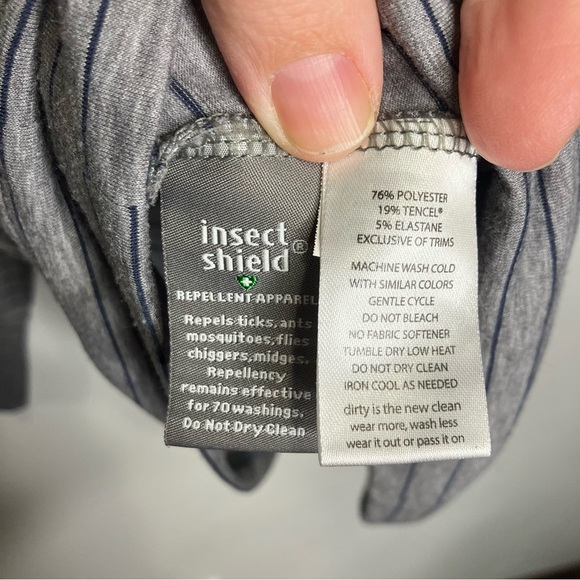 insect
shield®
REPELLENT APPAREL
Repels ticks, ants
mosquitoes, flies
chiggers, midges.
Repellency
remains effective
for 70 washings.
Do Not Dry Clean
76% POLYESTER
19% TENCEL®
5% ELASTANE
EXCLUSIVE OF TRIMS
MACHINE WASH COLD
WITH SIMILAR COLORS
GENTLE CYCLE
DO NOT BLEACH
NO FABRIC SOFTENER
TUMBLE DRY LOW HEAT
DO NOT DRY CLEAN
IRON COOL AS NEEDED
dirty is the new clean
wear more, wash less
wear it out or pass it on